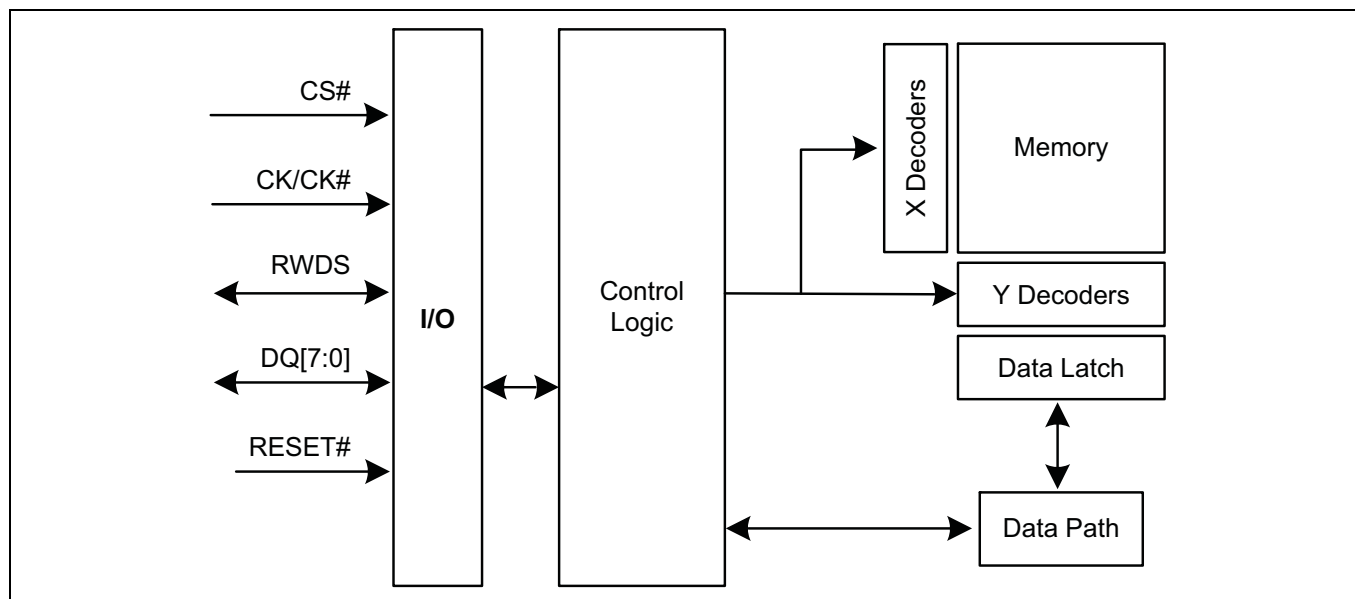 CS#
CK/CK#
RWDS
DQ[7:0]
RESET#
I/O
Control
Logic
X Decoders
Memory
Y Decoders
Data Latch
Data Path